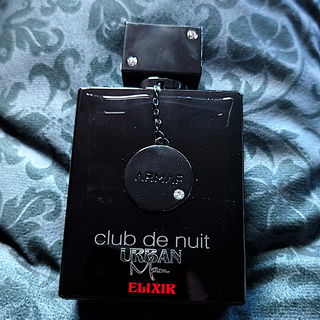 ARMAF
club de nuit
URBAN
Man
ELIXIR